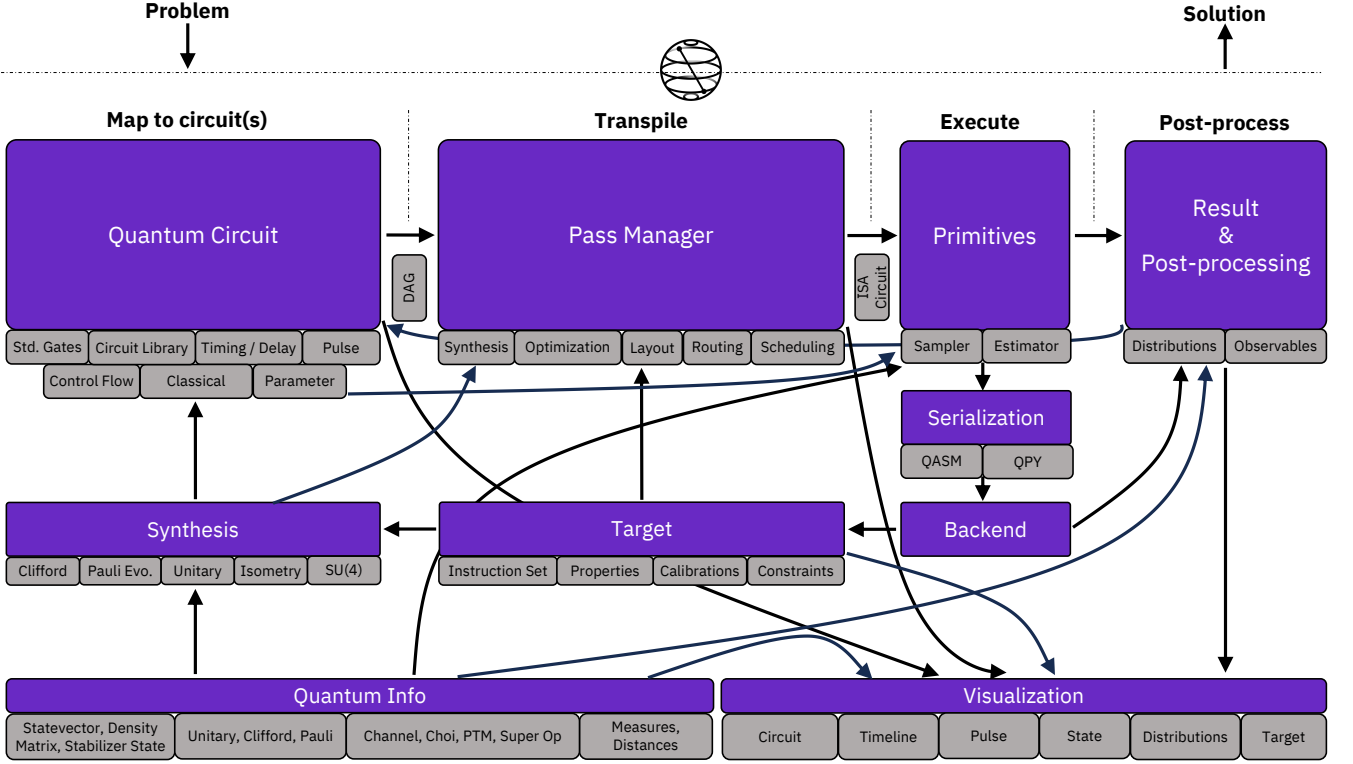 Problem
Solution
Map to circuit(s)
Transpile
Execute
Post-process
Quantum Circuit
Pass Manager
Primitives
Result
&
Post-processing
DAG
ISA
Circuit
Std. Gates
Circuit Library
Timing / Delay
Pulse
Synthesis
Optimization
Layout
Routing
Scheduling
Sampler
Estimator
Distributions
Observables
Control Flow
Classical
Parameter
Serialization
QASM
QPY
Synthesis
Target
Backend
Clifford
Pauli Evo.
Unitary
Isometry
SU(4)
Instruction Set
Properties
Calibrations
Constraints
Quantum Info
Visualization
Statevector, Density
Matrix, Stabilizer State
Unitary, Clifford, Pauli
Channel, Choi, PTM, Super Op
Measures,
Distances
Circuit
Timeline
Pulse
State
Distributions
Target